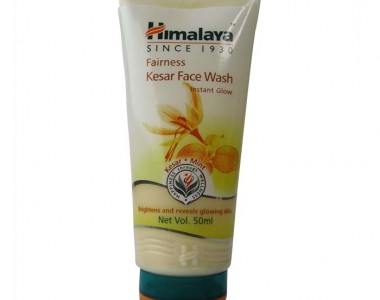 Himalaya
SINCE 1930
Fairness
Kesar Face Wash
Instant Glow
Kesar • Mint
Brightens and reveals glowing skin
Net Vol. 50ml